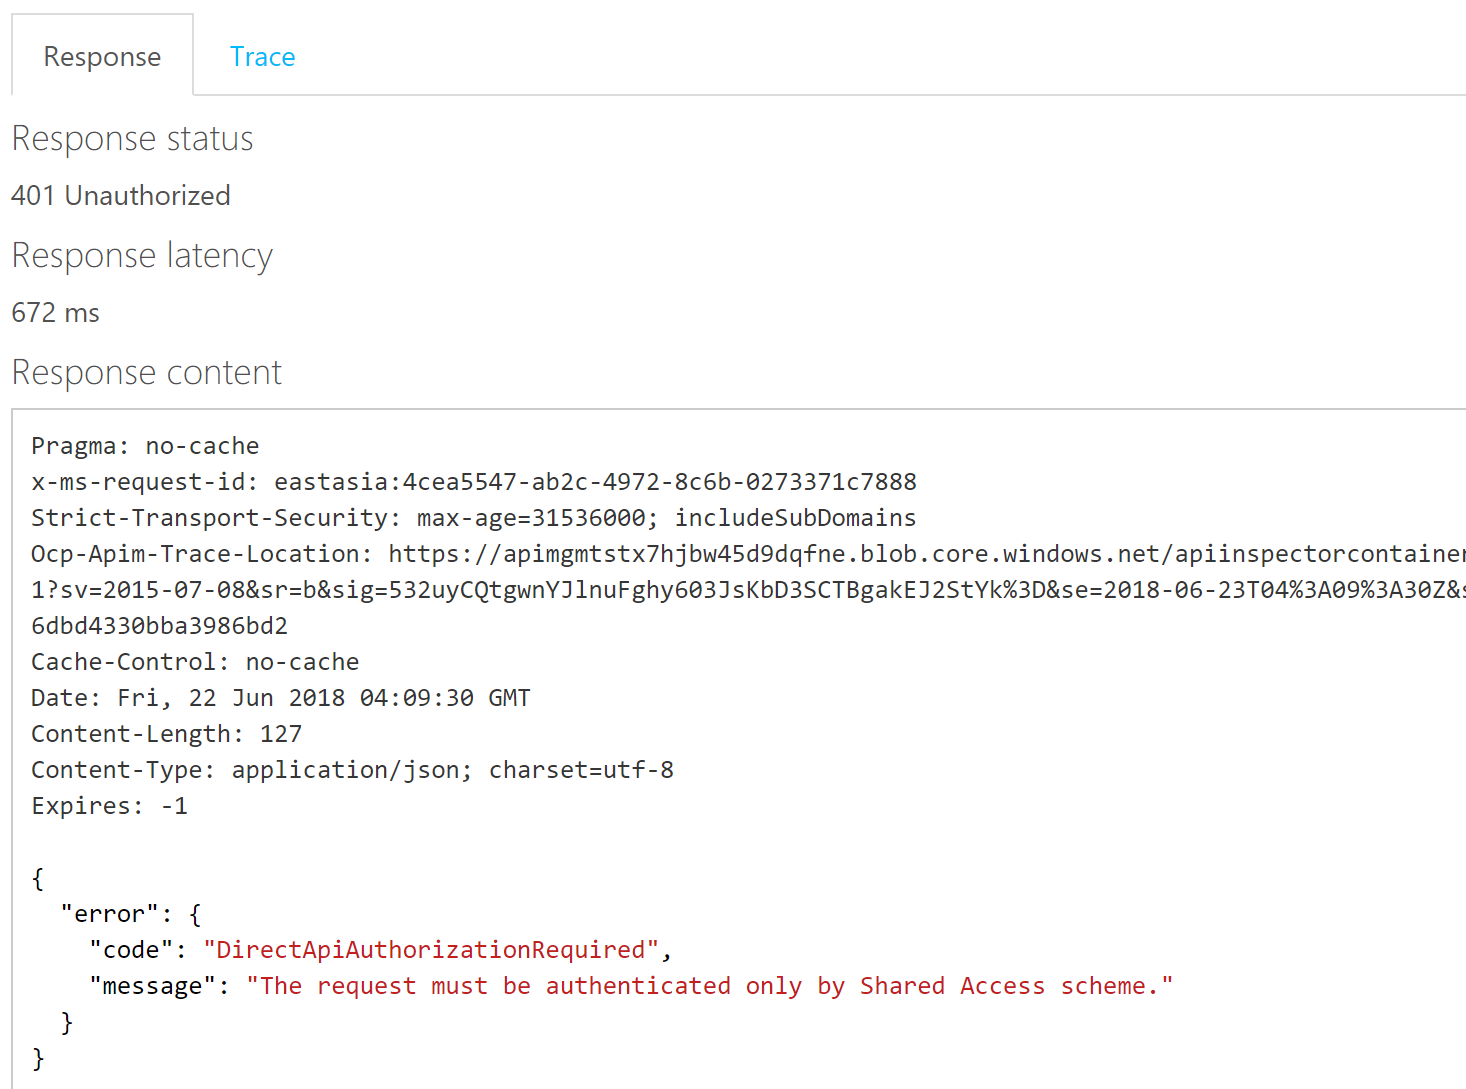 Response Trace
Response status
401 Unauthorized
Response latency
672 ms
Response content
Pragma: no-cache
x-ms-request-id: eastasia:4cea5547-ab2c-4972-8c6b-0273371c7888
Strict-Transport-Security: max-age=31536000; includeSubDomains
Ocp-Apim-Trace-Location: https://apimgmtstx7hjbw45d9dqfne.blob.core.windows.net/apiinspectorcontainer
1?sv=2015-07-08&sr=b&sig=532uyCQtgwnYJlnuFghy603JsKbD3SCTBgakEJ2StYk%3D&se=2018-06-23T04%3A09%3A30Z&s
6dbd4330bba3986bd2
Cache-Control: no-cache
Date: Fri, 22 Jun 2018 04:09:30 GMT
Content-Length: 127
Content-Type: application/json; charset=utf-8
Expires: -1
{
"error": {
"code": "DirectApiAuthorizationRequired",
"message": "The request must be authenticated only by Shared Access scheme."
}
}